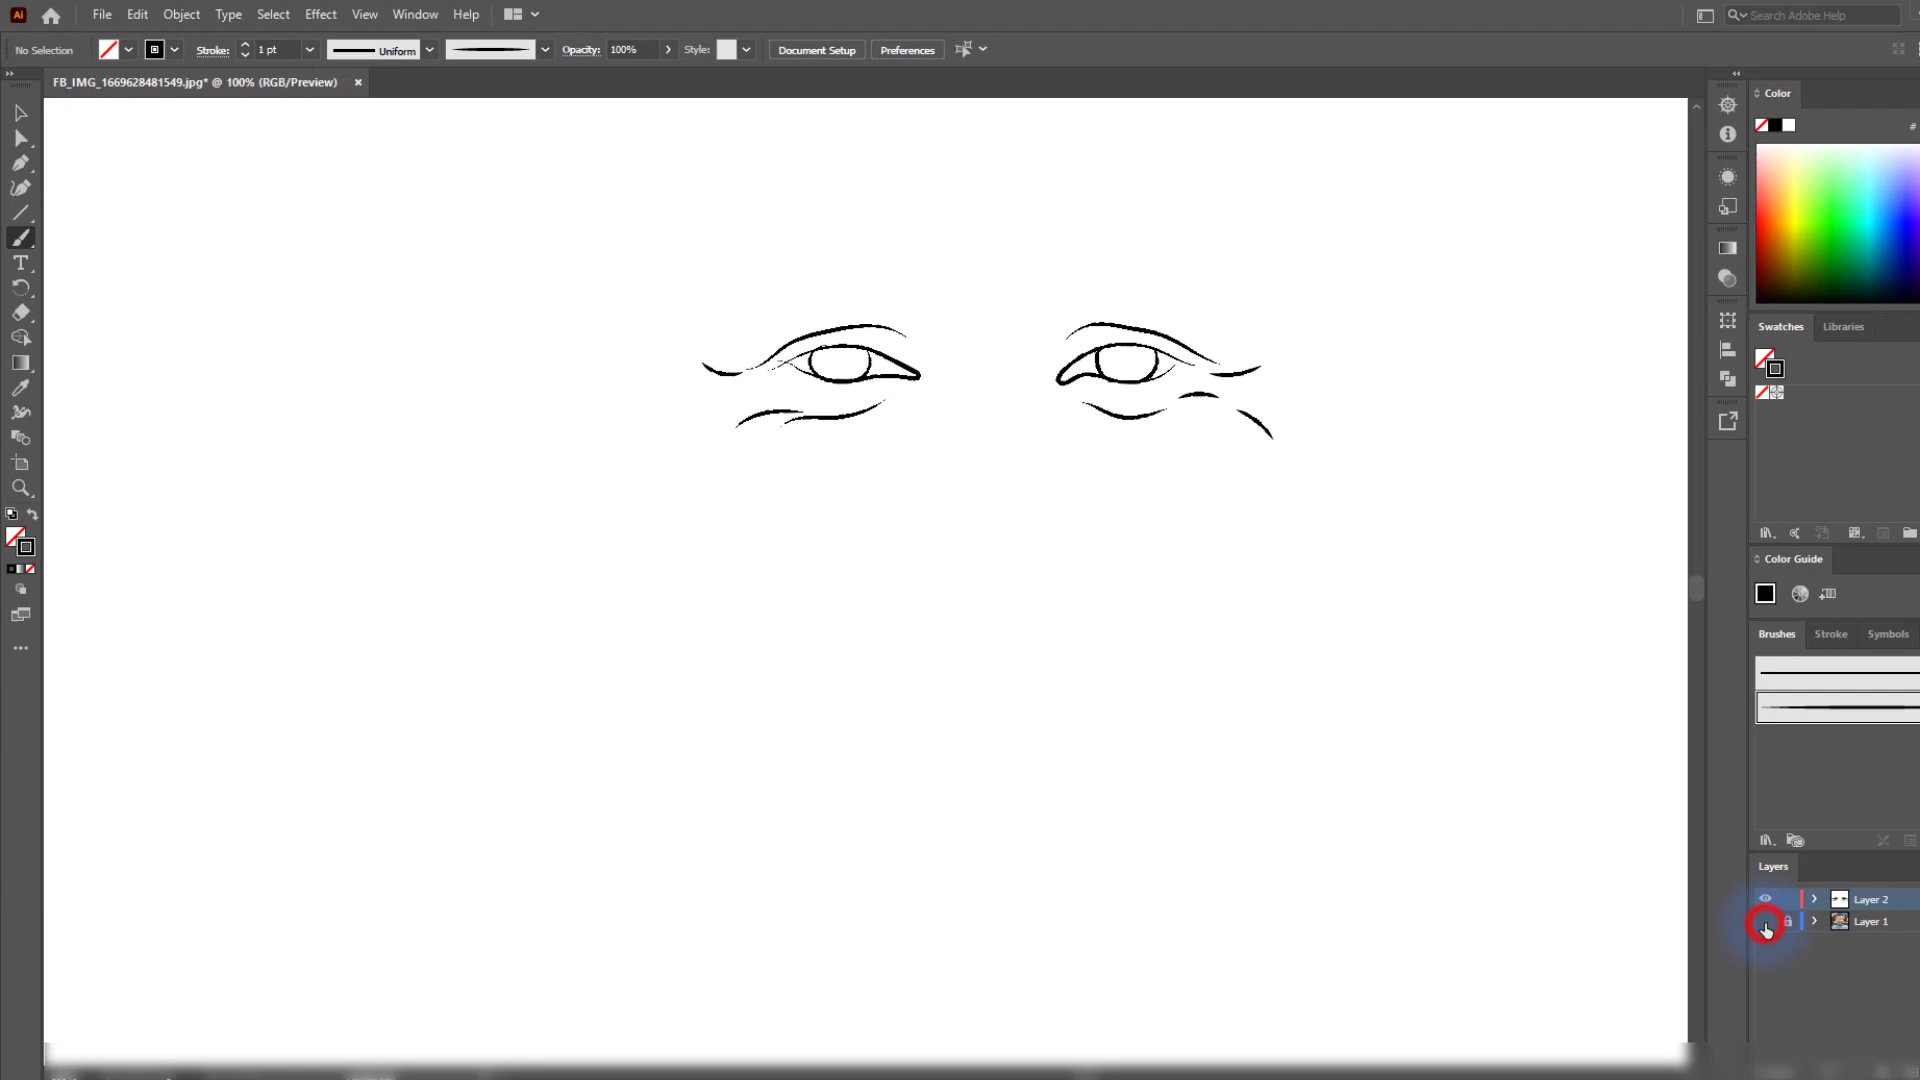 Ai File Edit Object Type Select Effect View Window Help Search Adobe Help
No Selection Stroke: 1 pt Uniform Opacity: 100% Style: Document Setup Preferences
FB_IMG_1669628481549.jpg* @ 100% (RGB/Preview) ×
Color
#
Swatches Libraries
Color Guide
Brushes Stroke Symbols
Layers
Layer 2
Layer 1